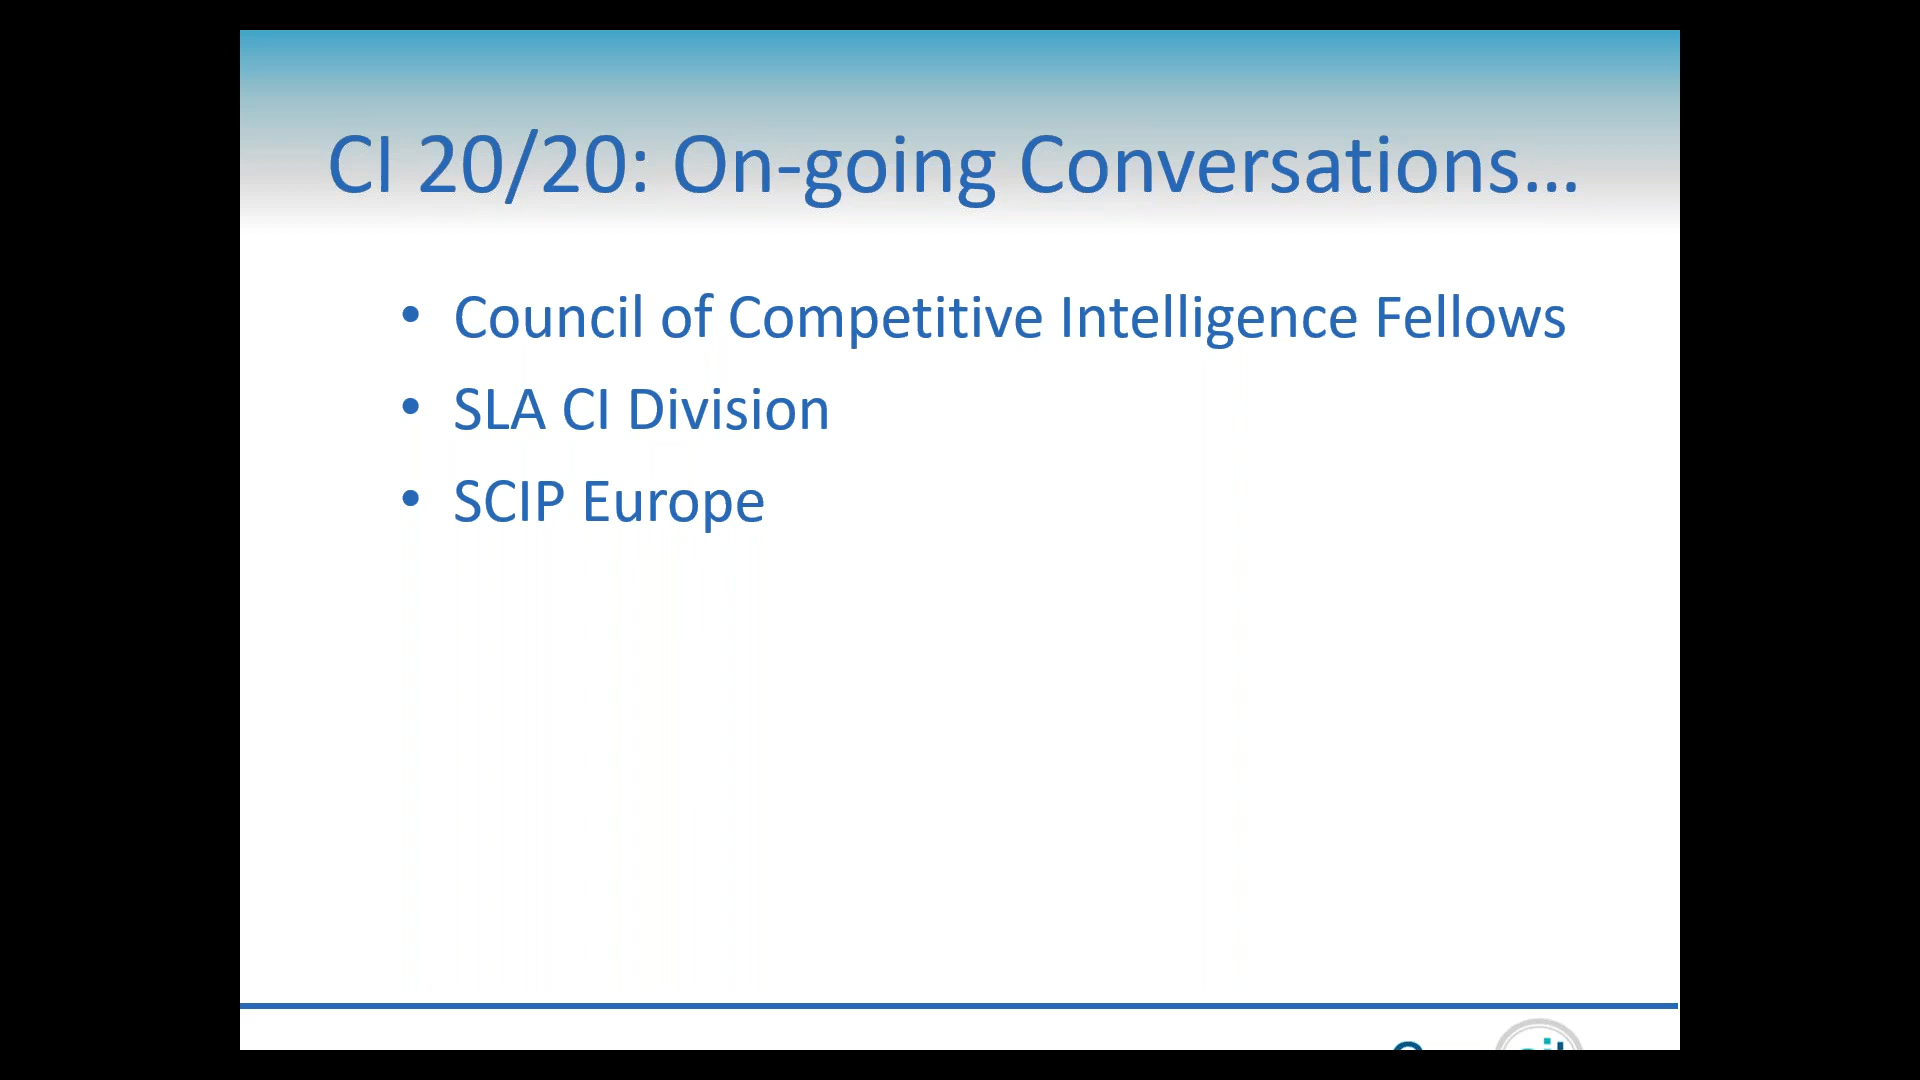 CI 20/20: On-going Conversations...
• Council of Competitive Intelligence Fellows
• SLA CI Division
• SCIP Europe